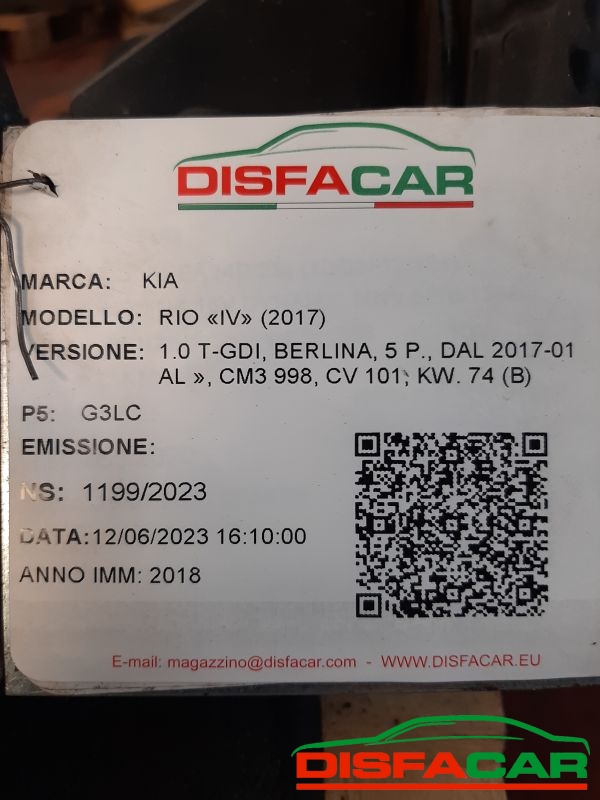 DISFACAR
MARCA: KIA
MODELLO: RIO «IV» (2017)
VERSIONE: 1.0 T-GDI, BERLINA, 5 P., DAL 2017-01
AL », CM3 998, CV 101, KW. 74 (B)
P5: G3LC
EMISSIONE:
NS: 1199/2023
DATA:12/06/2023 16:10:00
ANNO IMM: 2018
E-mail: magazzino@disfacar.com - WWW.DISFACAR.EU
DISFACAR